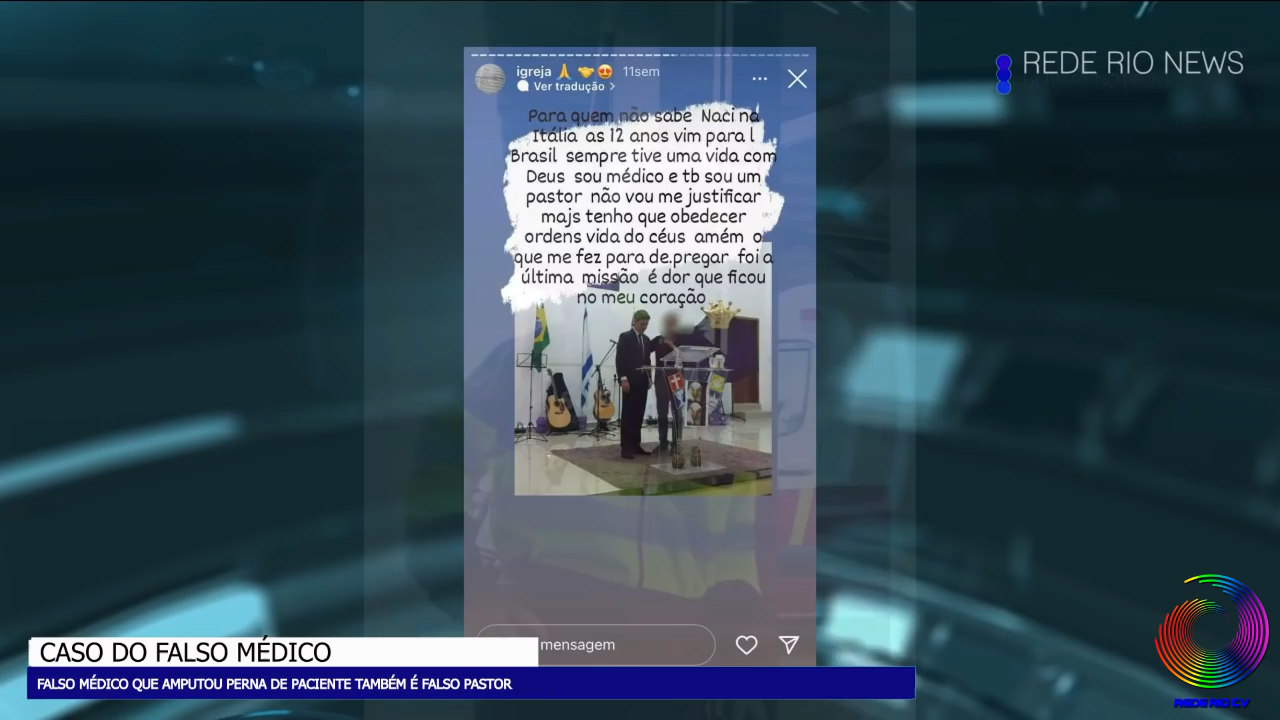 REDE RIO NEWS
igreja 🙏 🤝 😍 11sem
Ver tradução >
Para quem não sabe Naci na
Itália as 12 anos vim para l
Brasil sempre tive uma vida com
Deus sou médico e tb sou um
pastor não vou me justificar
majs tenho que obedecer
ordens vida do céus amém o
que me fez para de.pregar foi a
última missão é dor que ficou
no meu coração
mensagem
CASO DO FALSO MÉDICO
FALSO MÉDICO QUE AMPUTOU PERNA DE PACIENTE TAMBÉM É FALSO PASTOR
REDE RIO CV